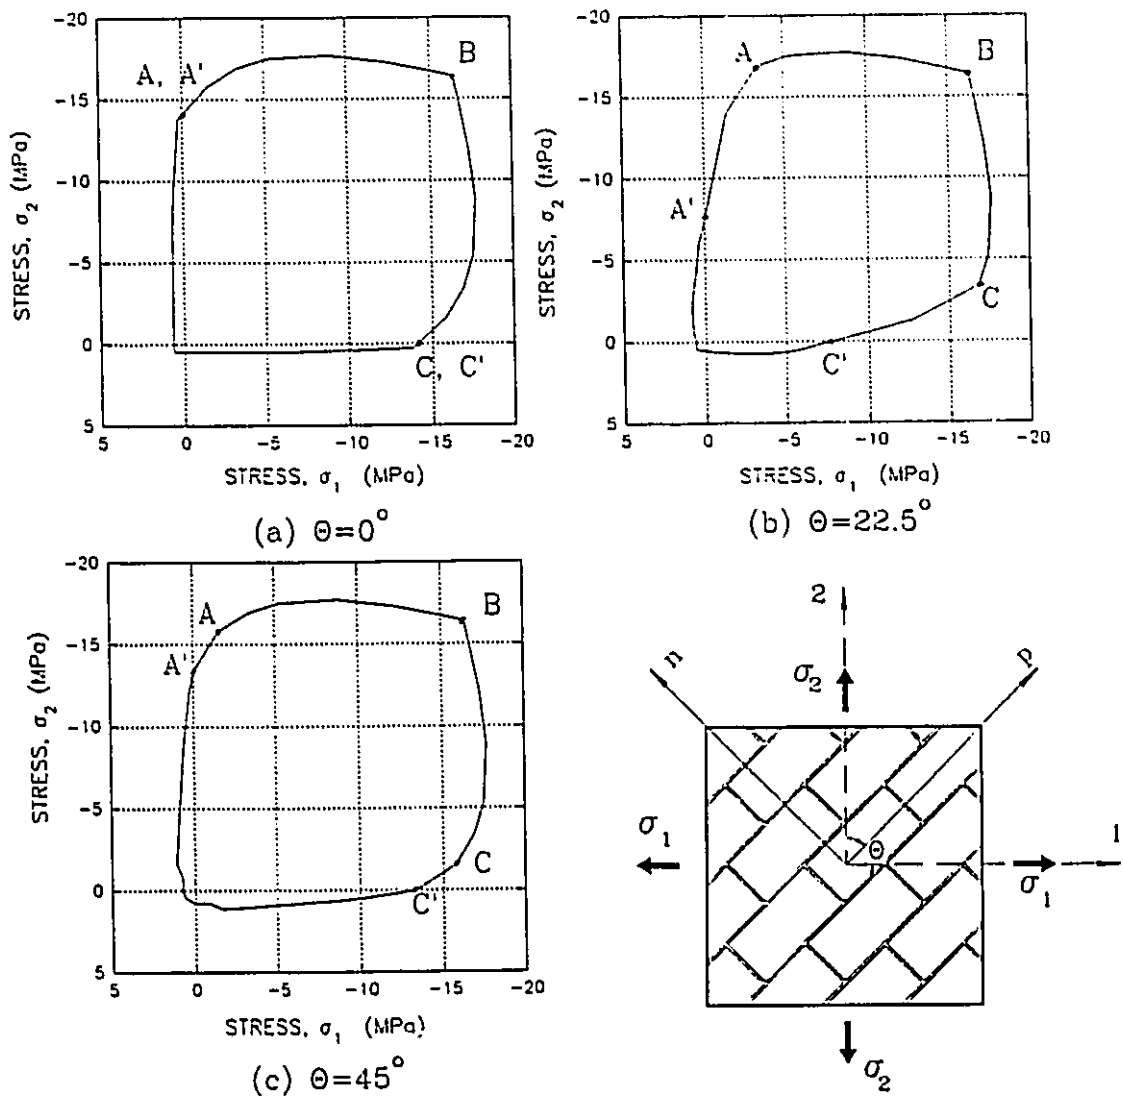 -20
-15
-10
-5
0
5
STRESS, σ₂ (MPa)
A, A'
B
C, C'
5 0 -5 -10 -15 -20
STRESS, σ₁ (MPa)
(a) Θ=0°
-20
-15
-10
-5
0
5
STRESS, σ₂ (MPa)
A
B
A'
C
C'
5 0 -5 -10 -15 -20
STRESS, σ₁ (MPa)
(b) Θ=22.5°
-20
-15
-10
-5
0
5
STRESS, σ₂ (MPa)
A
B
A'
C
C'
5 0 -5 -10 -15 -20
STRESS, σ₁ (MPa)
(c) Θ=45°
2
n
p
σ₂
σ₁
Θ
1
σ₁
σ₂